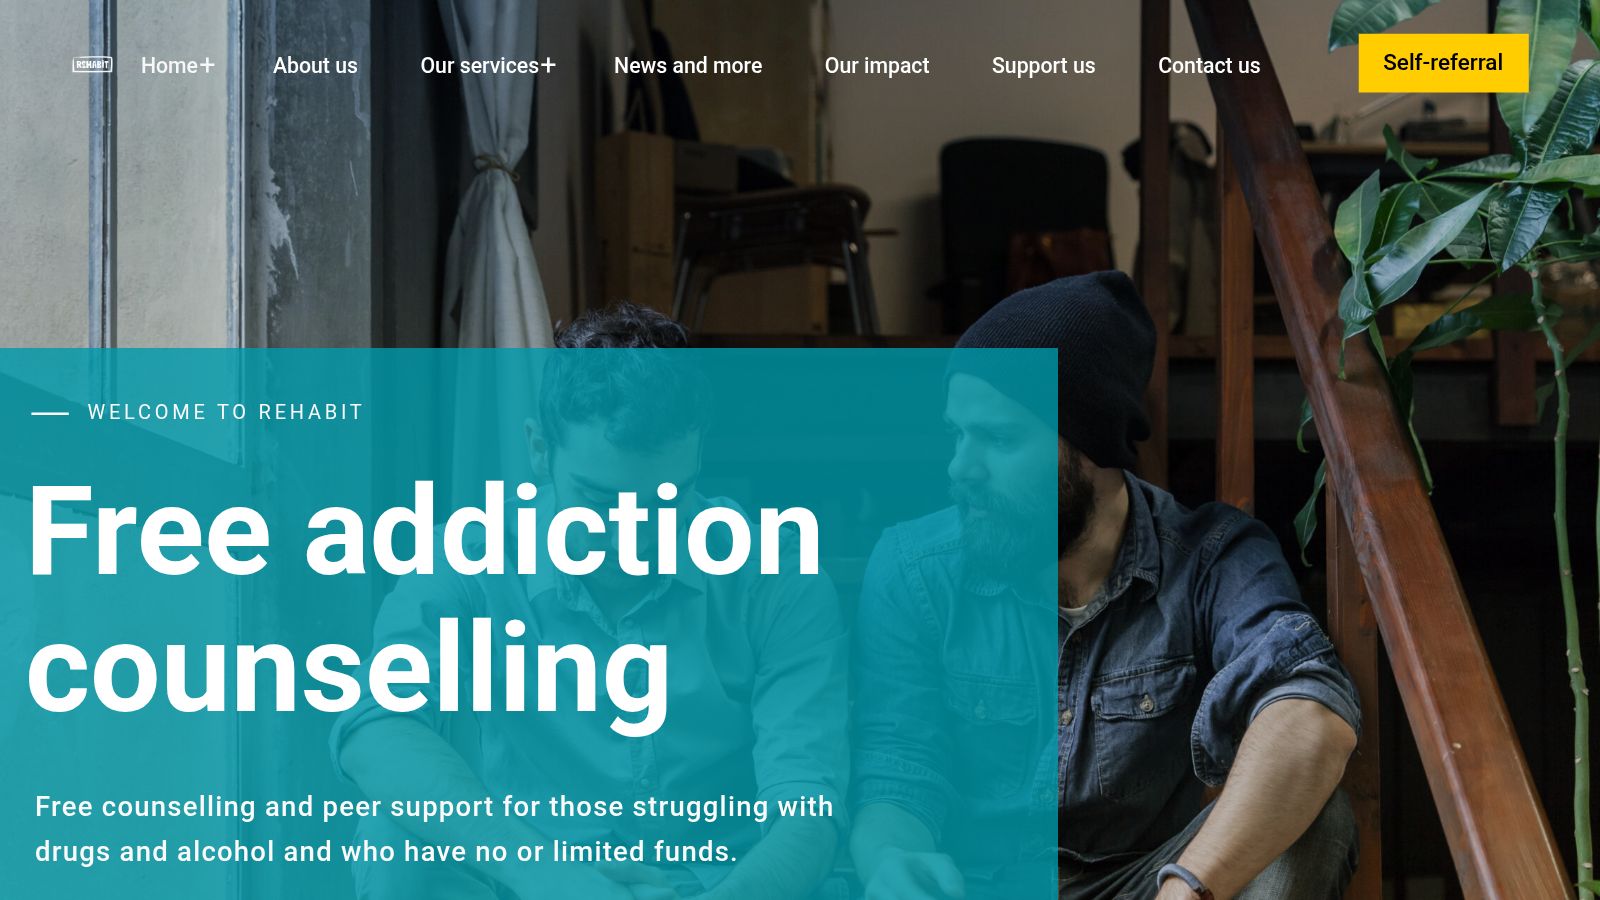 REHABIT
Home+
About us
Our services+
News and more
Our impact
Support us
Contact us
Self-referral
WELCOME TO REHABIT
Free addiction
counselling
Free counselling and peer support for those struggling with
drugs and alcohol and who have no or limited funds.